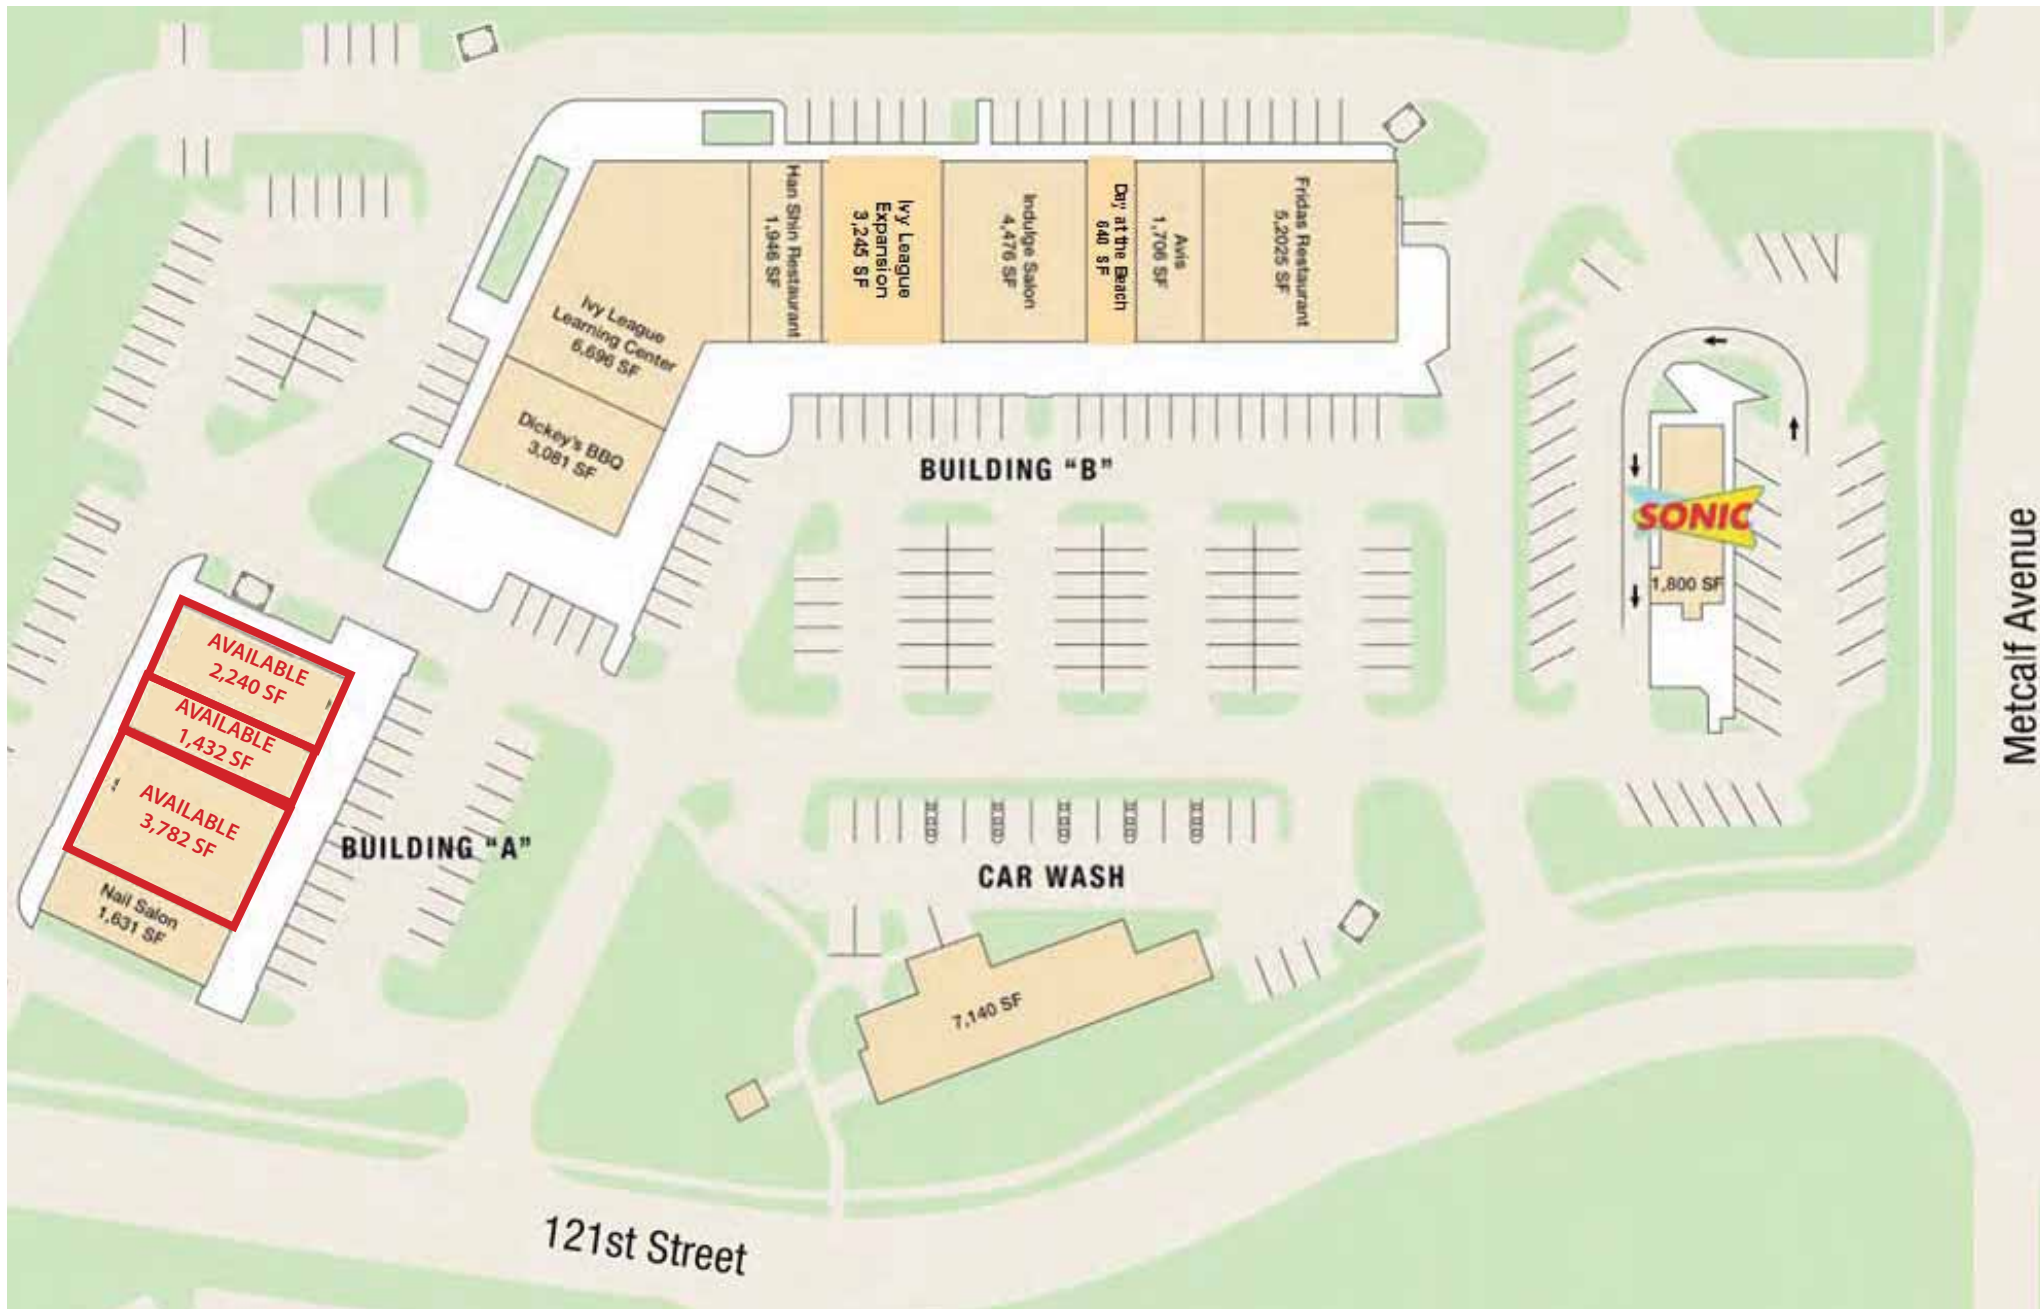 Han Shin Restaurant
1,946 SF
Ivy League
Expansion
3,245 SF
Indulge Salon
4,476 SF
Day at the Beach
640 SF
Avis
1,706 SF
Fridas Restaurant
5,2025 SF
Ivy League
Learning Center
6,696 SF
Dickey's BBQ
3,081 SF
BUILDING “B”
SONIC
1,800 SF
Metcalf Avenue
AVAILABLE
2,240 SF
AVAILABLE
1,432 SF
AVAILABLE
3,782 SF
Nail Salon
1,631 SF
BUILDING “A”
CAR WASH
7,140 SF
121st Street